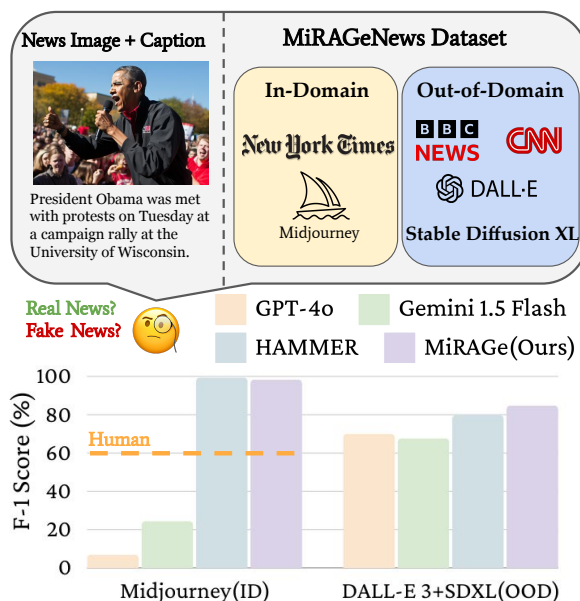 News Image + Caption
MiRAGeNews Dataset
President Obama was met
with protests on Tuesday at
a campaign rally at the
University of Wisconsin.
In-Domain
New York Times
Midjourney
Out-of-Domain
BBC
NEWS
CNN
DALL·E
Stable Diffusion XL
Real News?
Fake News?
GPT-4o
Gemini 1.5 Flash
HAMMER
MiRAGe(Ours)
F-1 Score (%)
100
80
60
40
20
0
Human
Midjourney(ID)
DALL-E 3+SDXL(OOD)